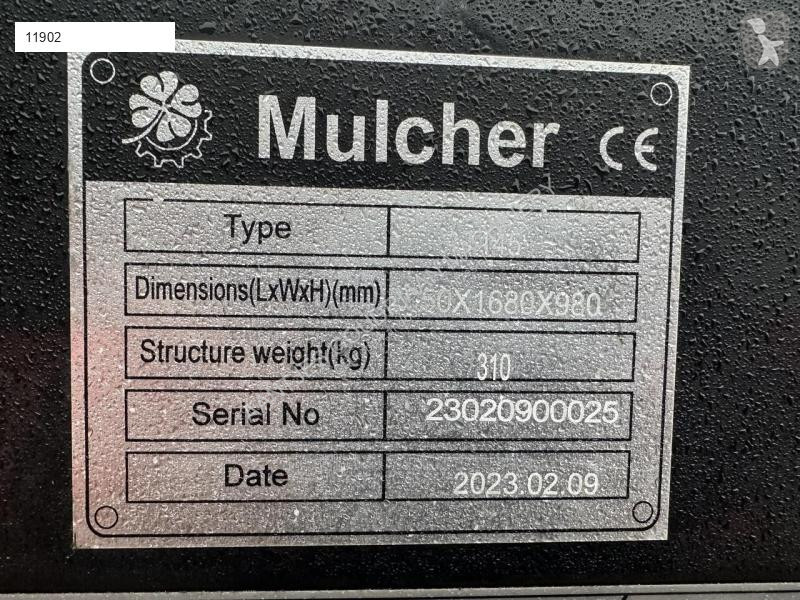 11902
Mulcher CE
Type
Dimensions(LxWxH)(mm)
Structure weight(kg) 310
Serial No 23020900025
Date 2023.02.09